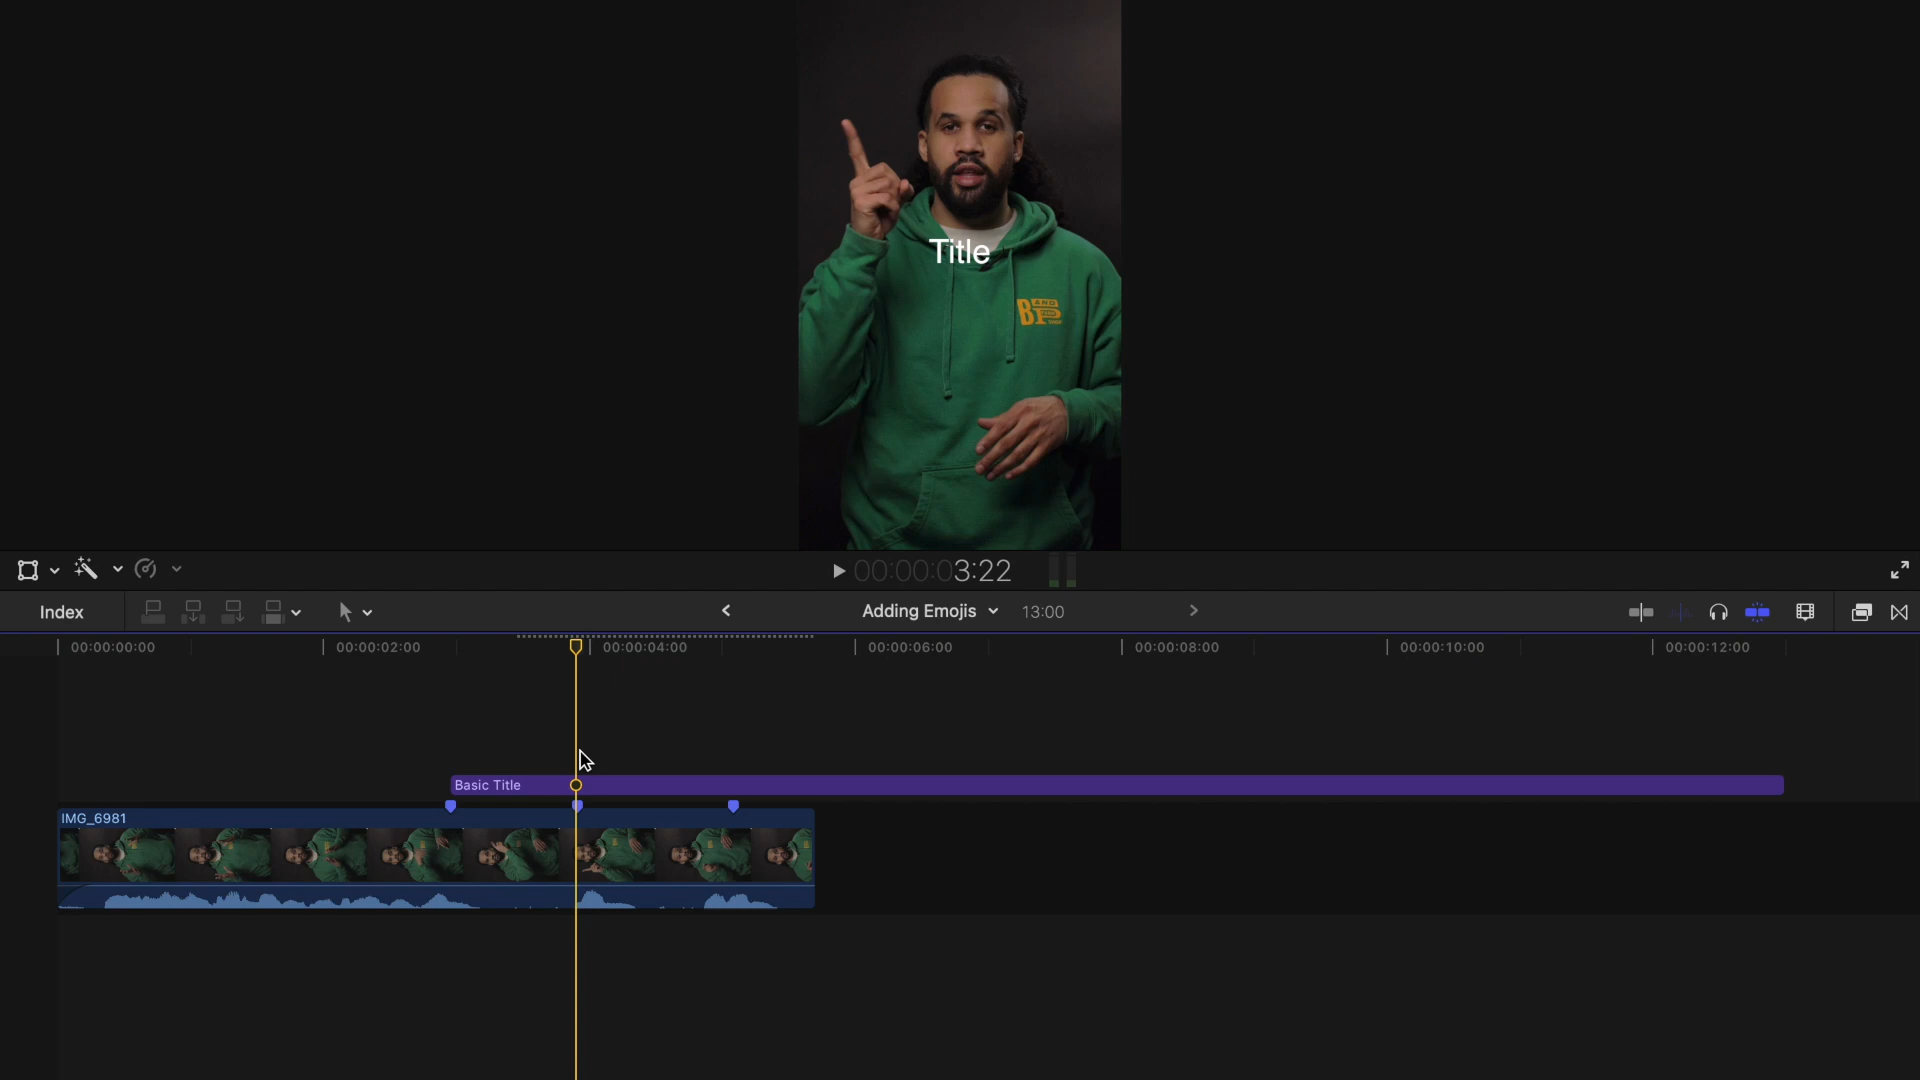 Title
B AND P
00:00:03:22
Index
Adding Emojis
13:00
00:00:00:00
00:00:02:00
00:00:04:00
00:00:06:00
00:00:08:00
00:00:10:00
00:00:12:00
Basic Title
IMG_6981